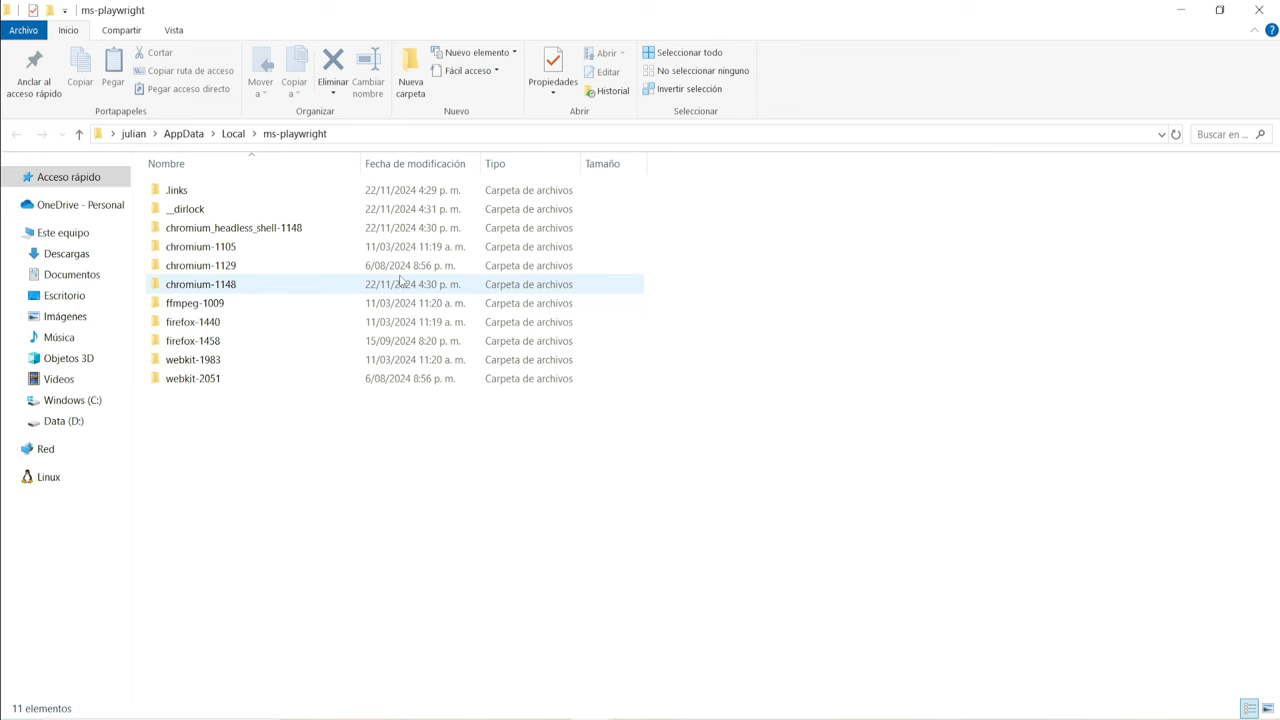 ms-playwright
Archivo Inicio Compartir Vista
Anclar al acceso rápido
Copiar
Pegar
Cortar
Copiar ruta de acceso
Pegar acceso directo
Portapapeles
Mover a
Copiar a
Eliminar
Cambiar nombre
Organizar
Nueva carpeta
Nuevo elemento
Fácil acceso
Nuevo
Propiedades
Abrir
Editar
Historial
Abrir
Seleccionar todo
No seleccionar ninguno
Invertir selección
Seleccionar
julian > AppData > Local > ms-playwright
Buscar en ...
Acceso rápido
OneDrive - Personal
Este equipo
Descargas
Documentos
Escritorio
Imágenes
Música
Objetos 3D
Videos
Windows (C:)
Data (D:)
Red
Linux
Nombre Fecha de modificación Tipo Tamaño
.links 22/11/2024 4:29 p. m. Carpeta de archivos
__dirlock 22/11/2024 4:31 p. m. Carpeta de archivos
chromium_headless_shell-1148 22/11/2024 4:30 p. m. Carpeta de archivos
chromium-1105 11/03/2024 11:19 a. m. Carpeta de archivos
chromium-1129 6/08/2024 8:56 p. m. Carpeta de archivos
chromium-1148 22/11/2024 4:30 p. m. Carpeta de archivos
ffmpeg-1009 11/03/2024 11:20 a. m. Carpeta de archivos
firefox-1440 11/03/2024 11:19 a. m. Carpeta de archivos
firefox-1458 15/09/2024 8:20 p. m. Carpeta de archivos
webkit-1983 11/03/2024 11:20 a. m. Carpeta de archivos
webkit-2051 6/08/2024 8:56 p. m. Carpeta de archivos
11 elementos